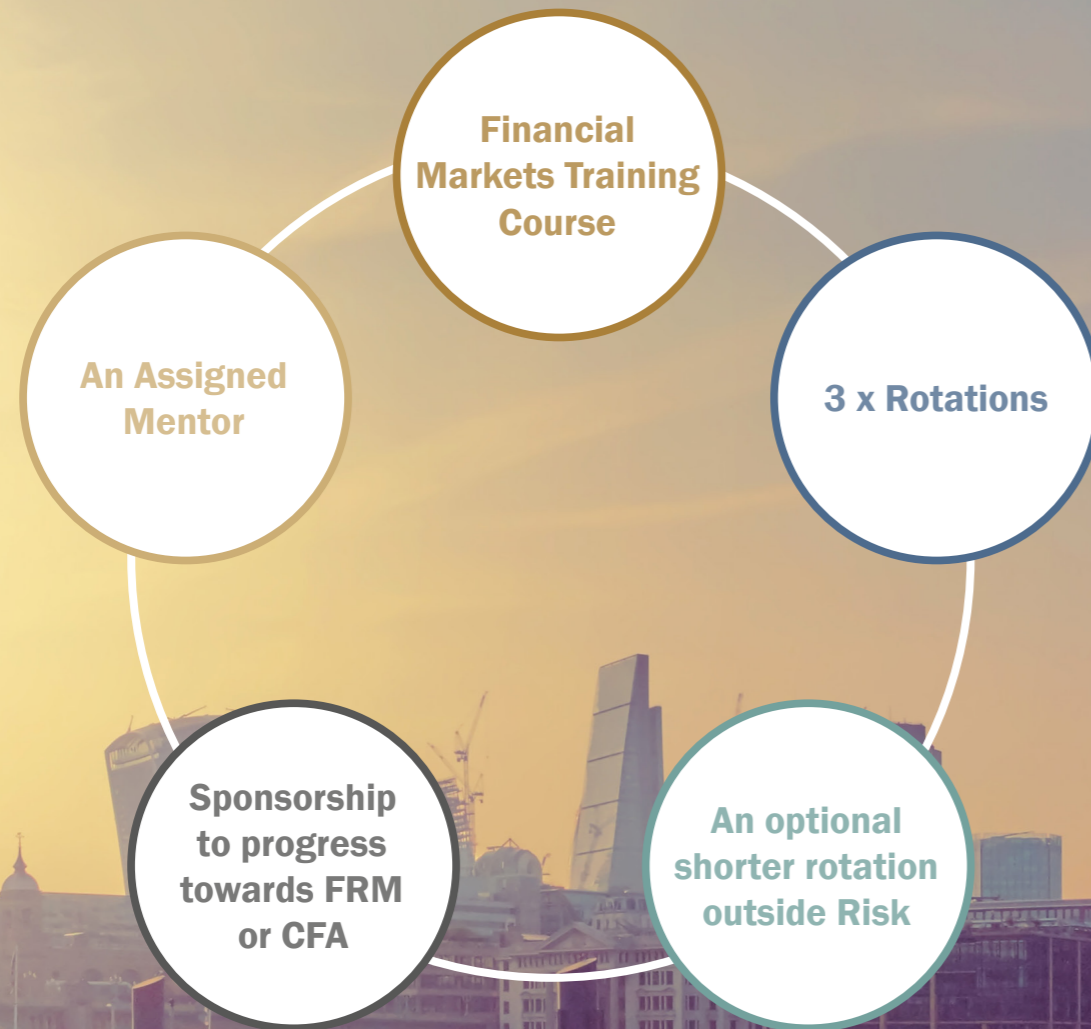 Financial
Markets Training
Course
3 x Rotations
An optional
shorter rotation
outside Risk
Sponsorship
to progress
towards FRM
or CFA
An Assigned
Mentor